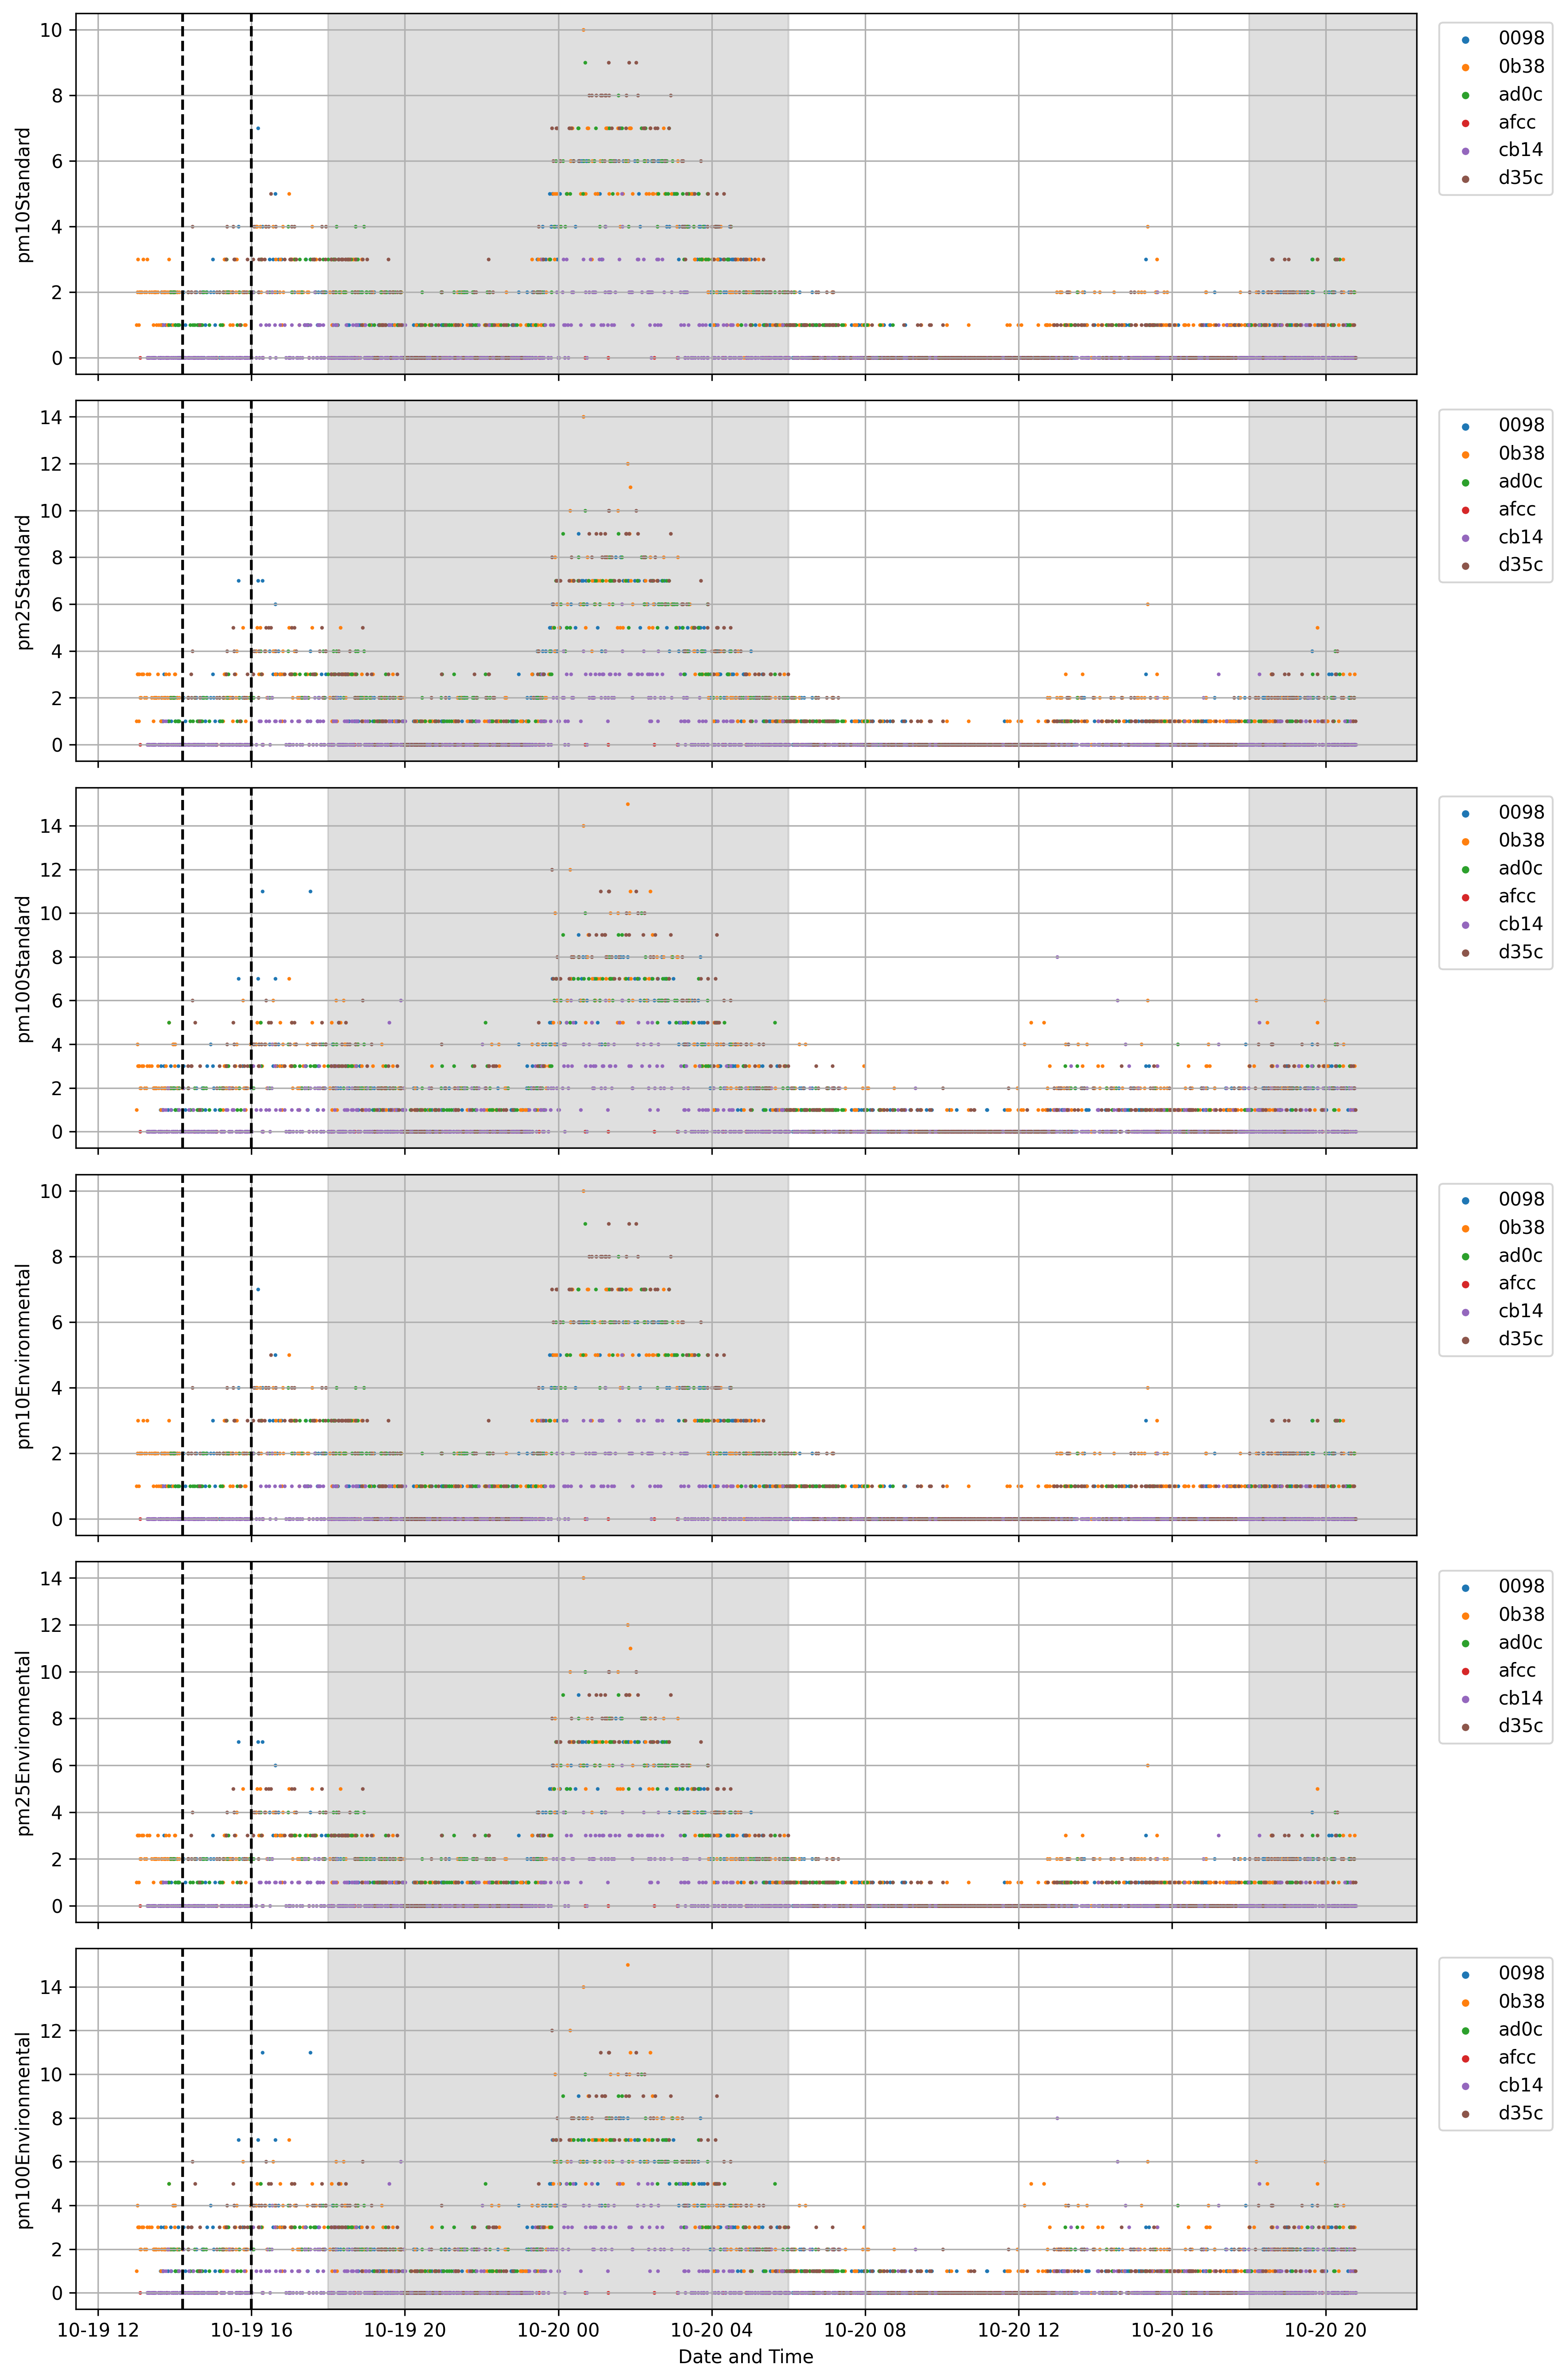 10
8
6
4
2
0
pm10Standard
0098
0b38
ad0c
afcc
cb14
d35c
14
12
10
8
6
4
2
0
pm25Standard
0098
0b38
ad0c
afcc
cb14
d35c
14
12
10
8
6
4
2
0
pm100Standard
0098
0b38
ad0c
afcc
cb14
d35c
10
8
6
4
2
0
pm10Environmental
0098
0b38
ad0c
afcc
cb14
d35c
14
12
10
8
6
4
2
0
pm25Environmental
0098
0b38
ad0c
afcc
cb14
d35c
14
12
10
8
6
4
2
0
pm100Environmental
0098
0b38
ad0c
afcc
cb14
d35c
10-19 12 10-19 16 10-19 20 10-20 00 10-20 04 10-20 08 10-20 12 10-20 16 10-20 20
Date and Time